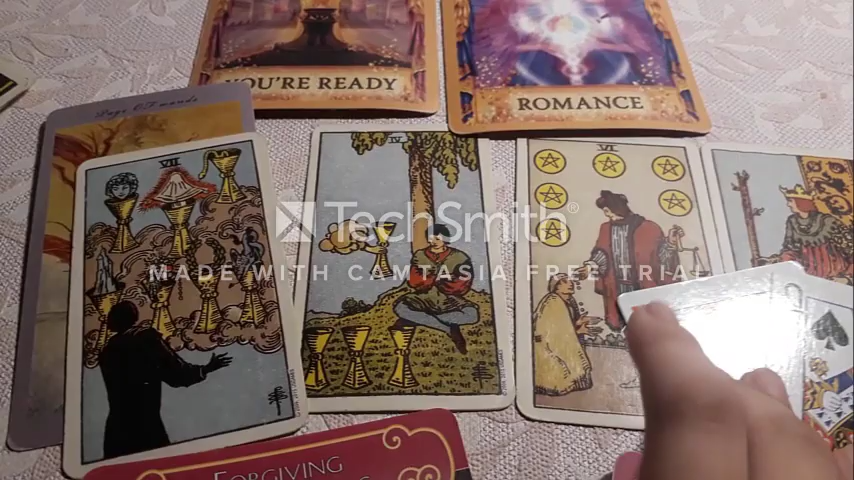 YOU'RE READY
ROMANCE
Page of wands
VII
IV
VI
TechSmith®
MADE WITH CAMTASIA FREE TRIAL
FORGIVING